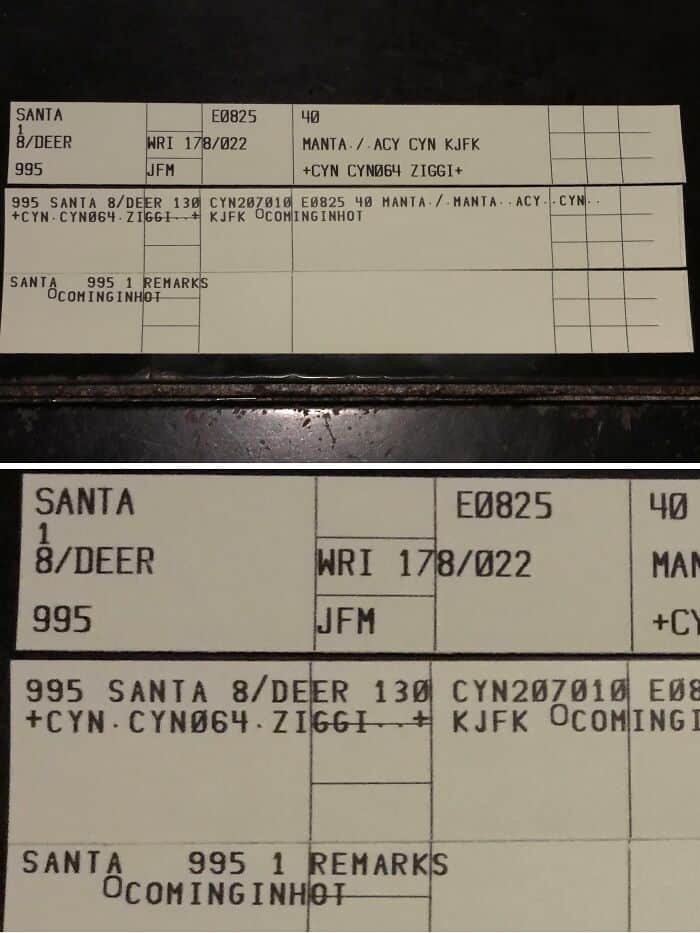 SANTA E0825 40
1
8/DEER WRI 178/022 MANTA./.ACY CYN KJFK
995 JFM +CYN CYN064 ZIGGI+
995 SANTA 8/DEER 130 CYN207010 E0825 40 MANTA./.MANTA..ACY..CYN..
+CYN.CYN064.ZIGGI..+ KJFK OCOMINGINHOT
SANTA 995 1 REMARKS
OCOMINGINHOT
SANTA E0825 40
1
8/DEER WRI 178/022 MAN
995 JFM +CY
995 SANTA 8/DEER 130 CYN207010 E08
+CYN.CYN064.ZIGGI..+ KJFK OCOMINGI
SANTA 995 1 REMARKS
OCOMINGINHOT